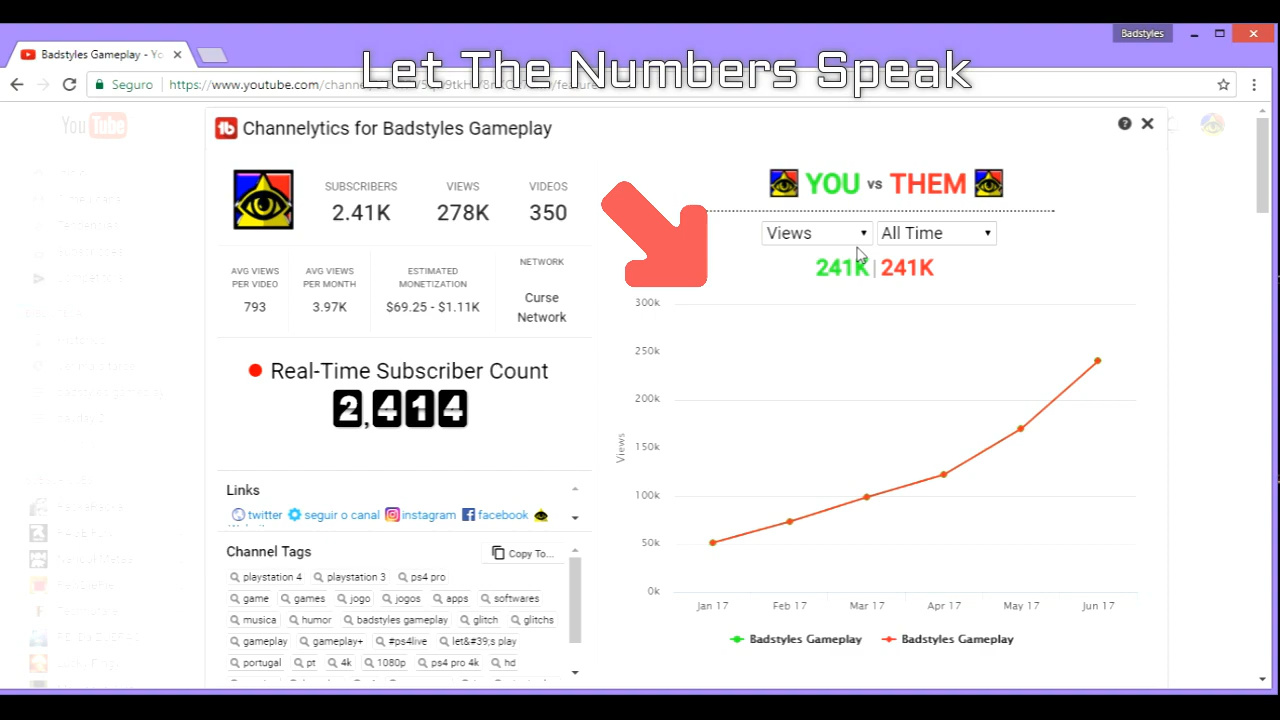 Badstyles
Badstyles Gameplay - Yo
Let The Numbers Speak
Seguro
https://www.youtube.com/channe
YouTube
Channelytics for Badstyles Gameplay
SUBSCRIBERS VIEWS VIDEOS
2.41K 278K 350
AVG VIEWS PER VIDEO
793
AVG VIEWS PER MONTH
3.97K
ESTIMATED MONETIZATION
$69.25 - $1.11K
NETWORK
Curse
Network
Real-Time Subscriber Count
2,414
Links
twitter seguir o canal instagram facebook
Channel Tags
Copy To...
playstation 4 playstation 3 ps4 pro
game games jogo jogos apps softwares
musica humor badstyles gameplay glitch glitchs
gameplay gameplay+ #ps4live let&#39;s play
portugal pt 4k 1080p ps4 pro 4k hd
YOU vs THEM
Views All Time
241K | 241K
300k
250k
200k
150k
100k
50k
0k
Views
Jan 17 Feb 17 Mar 17 Apr 17 May 17 Jun 17
Badstyles Gameplay Badstyles Gameplay